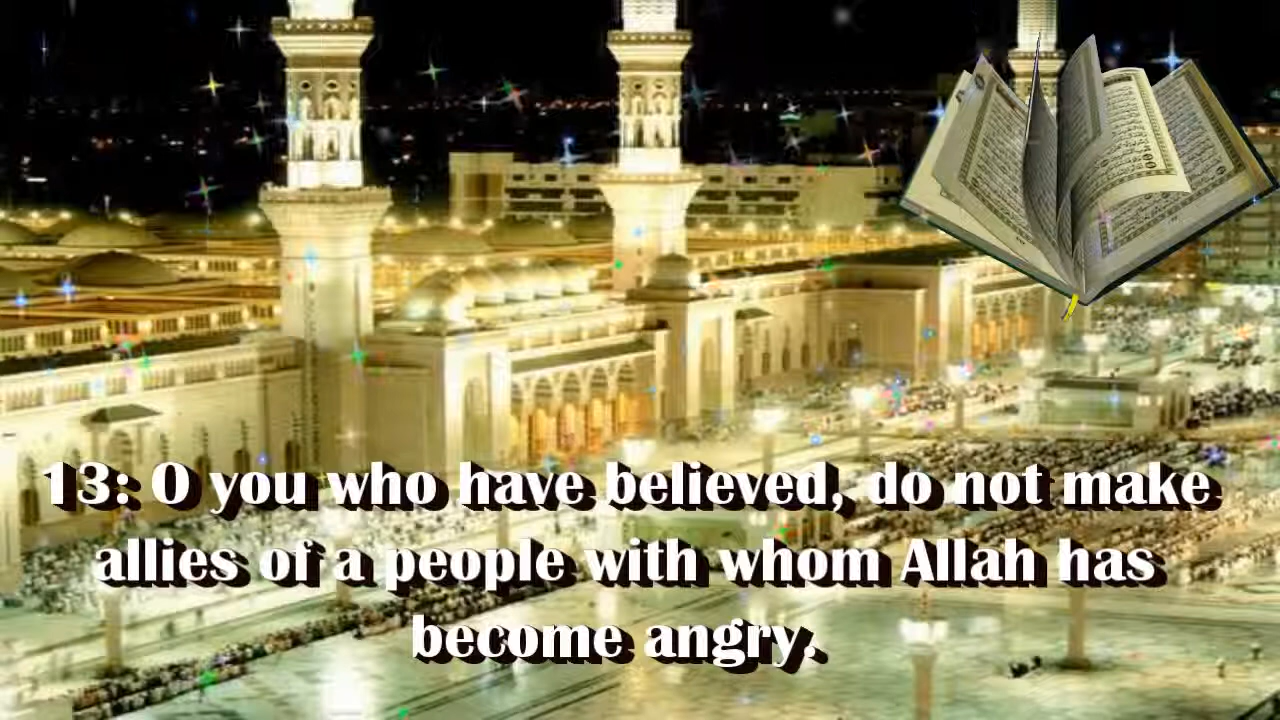 13: O you who have believed, do not make
allies of a people with whom Allah has
become angry.